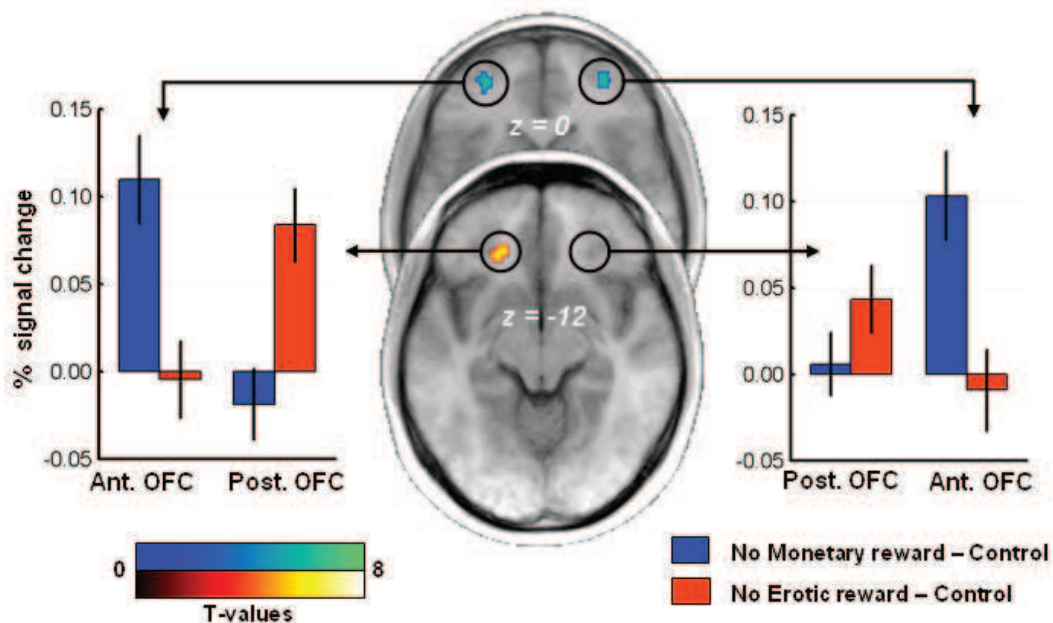 0.15
0.10
0.05
0.00
-0.05
% signal change
Ant. OFC Post. OFC
z = 0
z = -12
0.15
0.10
0.05
0.00
-0.05
Post. OFC Ant. OFC
0 8
T-values
No Monetary reward – Control
No Erotic reward – Control